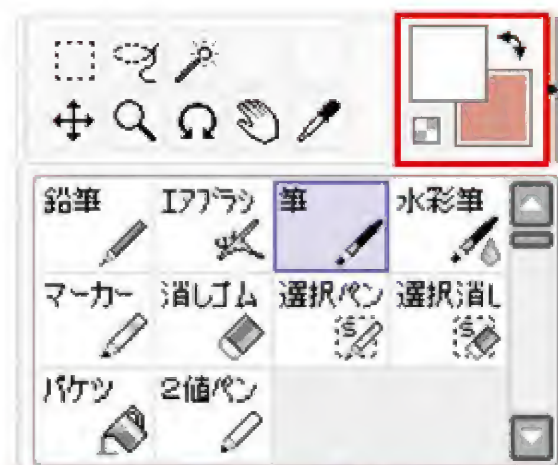 鉛筆 エアブラシ 筆 水彩筆
マーカー 消しゴム 選択ペン 選択消し
バケツ 2値ペン